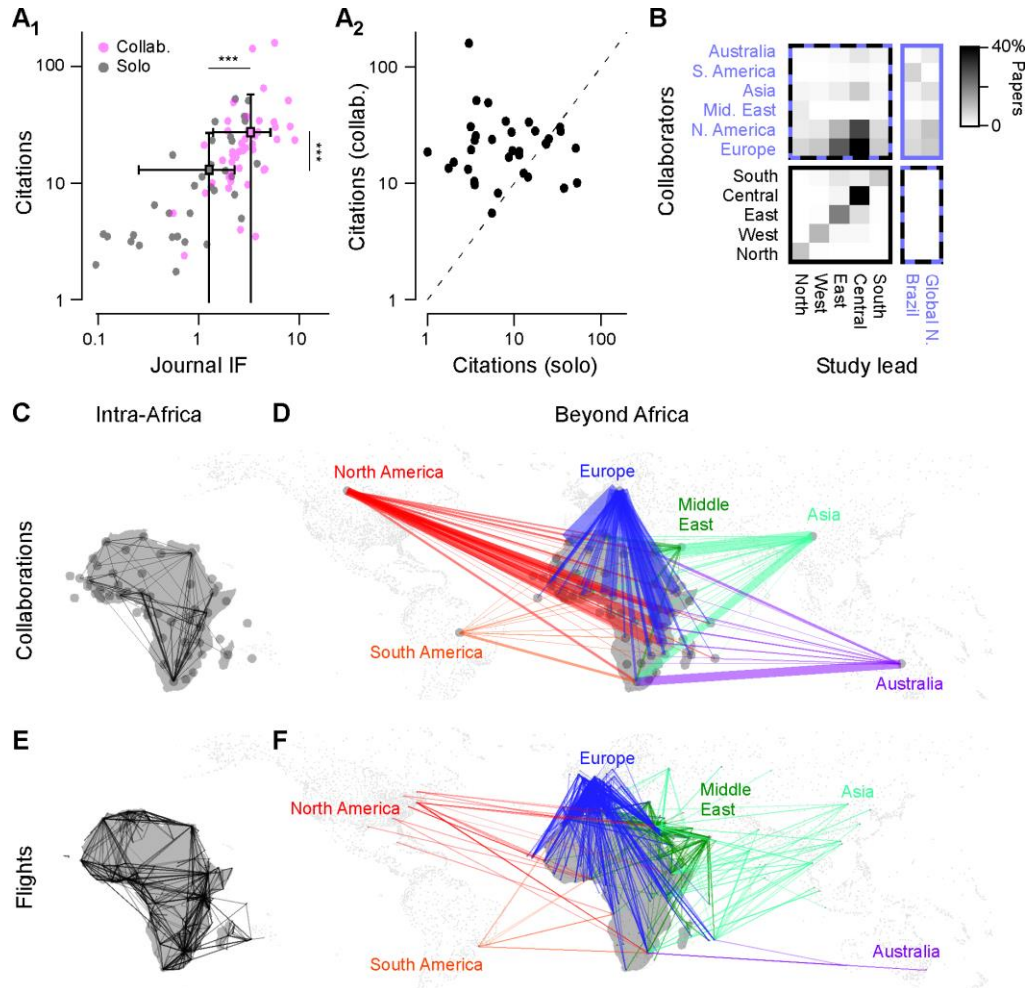 A1
A2
B
Collab.
Solo
***
***
100
10
1
Citations
0.1
1
10
Journal IF
100
10
1
Citations (collab.)
1
10
100
Citations (solo)
Australia
S. America
Asia
Mid. East
N. America
Europe
South
Central
East
West
North
Collaborators
North
West
East
Central
South
Brazil
Global N.
Study lead
40%
0
Papers
C
Intra-Africa
D
Beyond Africa
Collaborations
North America
Europe
Middle
East
Asia
South America
Australia
E
F
Flights
North America
Europe
Middle
East
Asia
South America
Australia